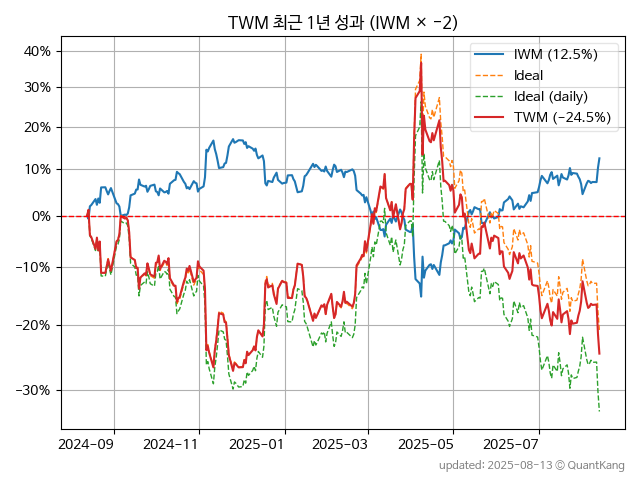 TWM 최근 1년 성과 (IWM × −2)
IWM (12.5%)
Ideal
Ideal (daily)
TWM (−24.5%)
40%
30%
20%
10%
0%
−10%
−20%
−30%
2024−09 2024−11 2025−01 2025−03 2025−05 2025−07
updated: 2025−08−13 ⓒ QuantKang